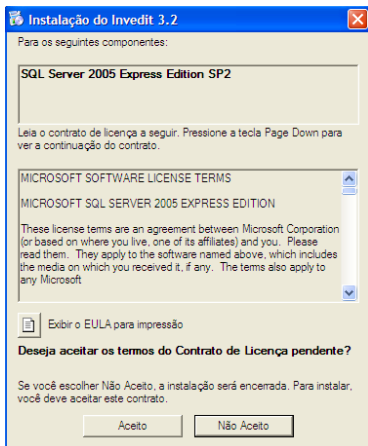 Instalação do Invedit 3.2
Para os seguintes componentes:
SQL Server 2005 Express Edition SP2
Leia o contrato de licença a seguir. Pressione a tecla Page Down para
ver a continuação do contrato.
MICROSOFT SOFTWARE LICENSE TERMS
MICROSOFT SQL SERVER 2005 EXPRESS EDITION
These license terms are an agreement between Microsoft Corporation
(or based on where you live, one of its affiliates) and you.  Please
read them.  They apply to the software named above, which includes
the media on which you received it, if any.  The terms also apply to
any Microsoft
Exibir o EULA para impressão
Deseja aceitar os termos do Contrato de Licença pendente?
Se você escolher Não Aceito, a instalação será encerrada. Para instalar,
você deve aceitar este contrato.
Aceito
Não Aceito